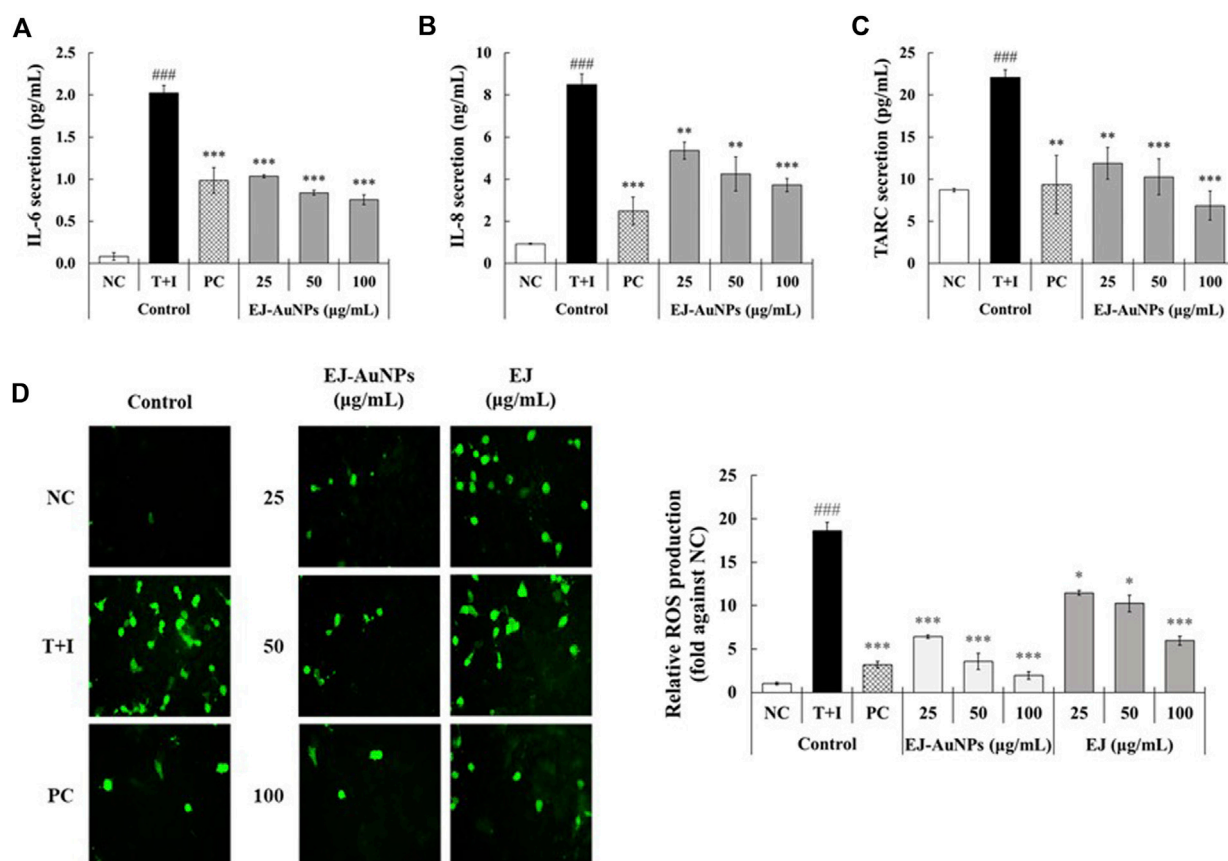 A
IL-6 secretion (pg/mL)
2.5
2.0
1.5
1.0
0.5
0.0
###
***
***
***
***
NC T+I PC 25 50 100
Control EJ-AuNPs (μg/mL)
B
IL-8 secretion (ng/mL)
10
8
6
4
2
0
###
***
**
**
***
NC T+I PC 25 50 100
Control EJ-AuNPs (μg/mL)
C
TARC secretion (pg/mL)
25
20
15
10
5
0
###
**
**
***
***
NC T+I PC 25 50 100
Control EJ-AuNPs (μg/mL)
D
Control
EJ-AuNPs
(μg/mL)
EJ
(μg/mL)
NC 25
T+I 50
PC 100
Relative ROS production
(fold against NC)
25
20
15
10
5
0
###
***
***
***
***
*
*
***
NC T+I PC 25 50 100 25 50 100
Control EJ-AuNPs (μg/mL) EJ (μg/mL)